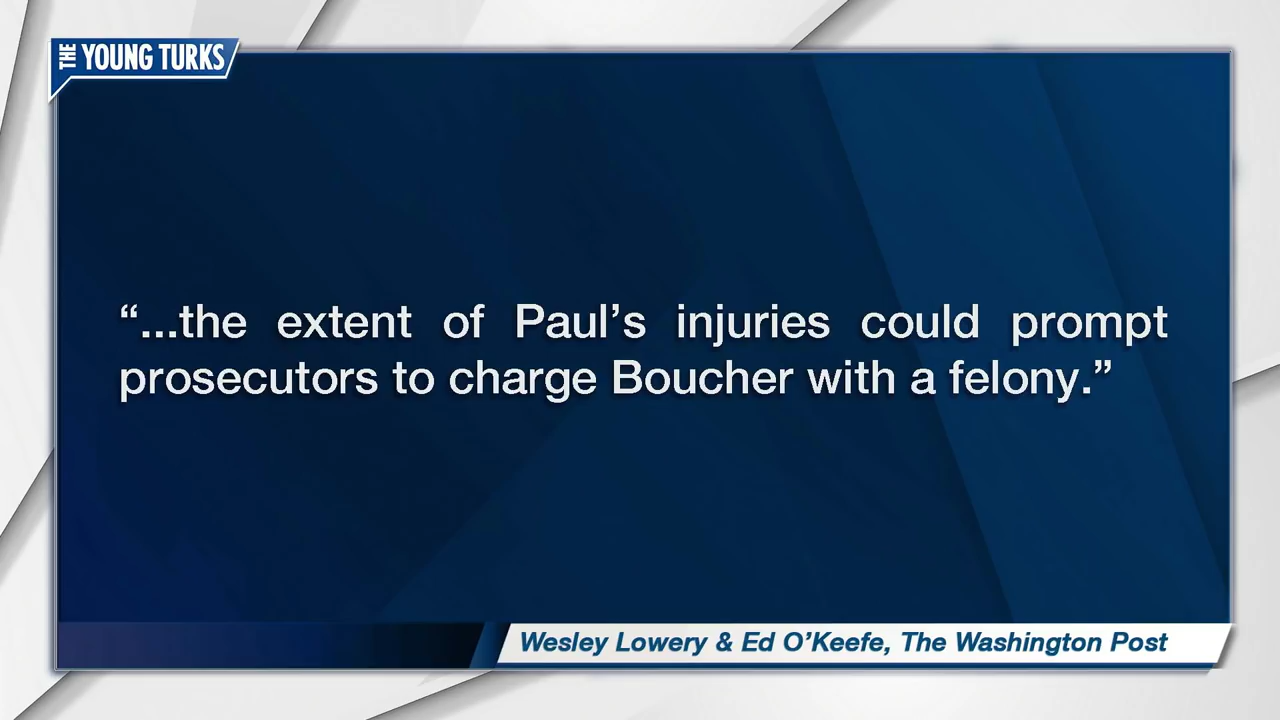 THE YOUNG TURKS
“...the extent of Paul’s injuries could prompt
prosecutors to charge Boucher with a felony.”
Wesley Lowery & Ed O’Keefe, The Washington Post